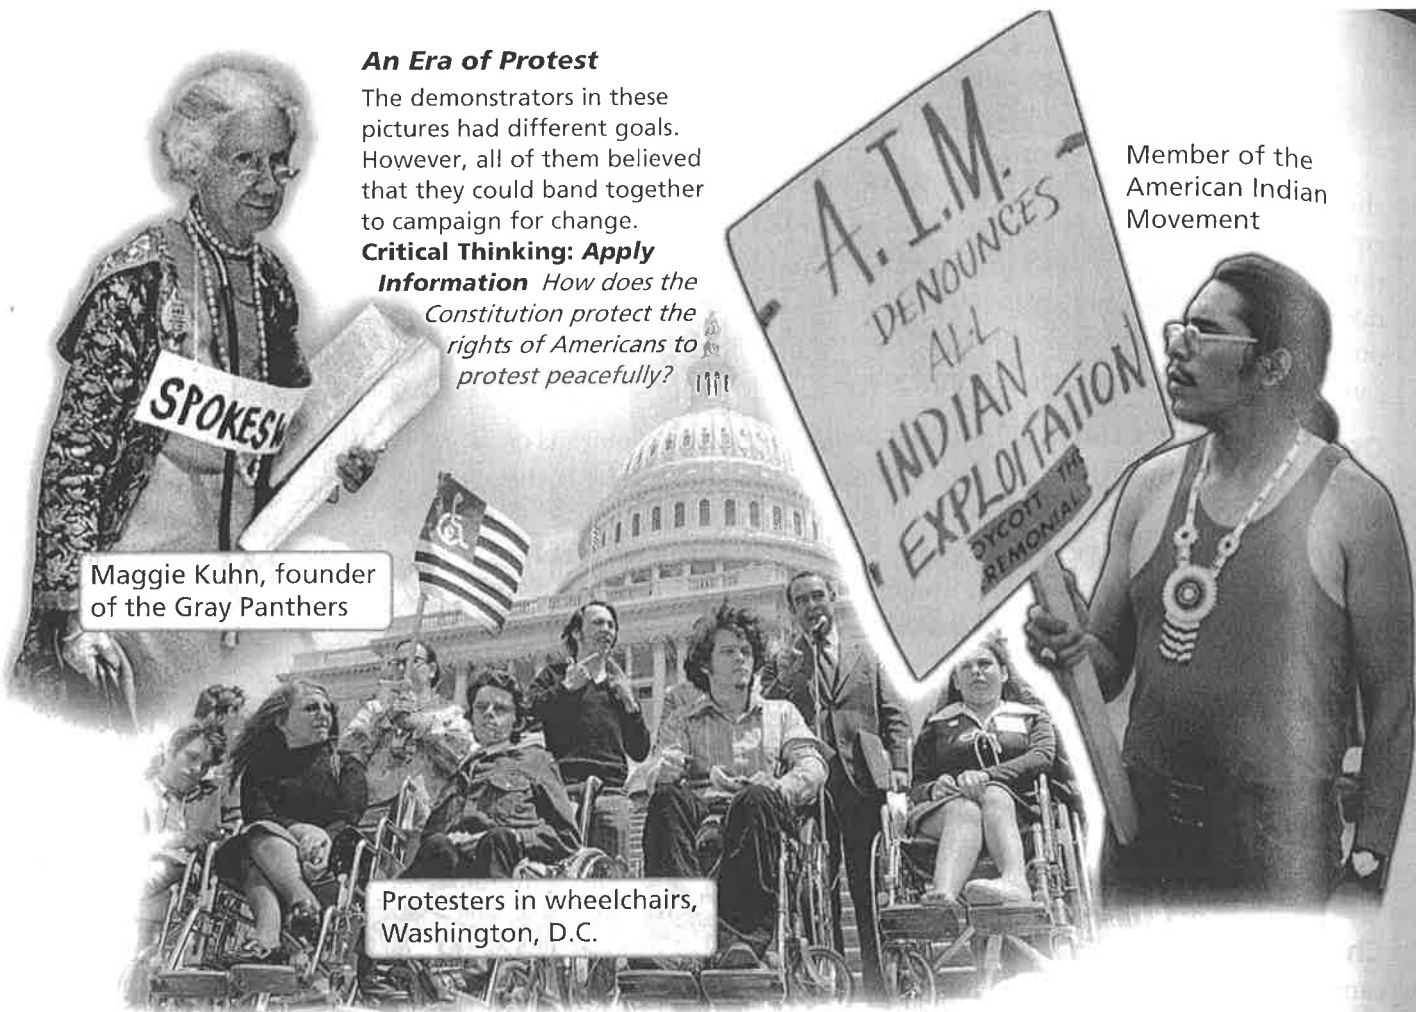 An Era of Protest
The demonstrators in these
pictures had different goals.
However, all of them believed
that they could band together
to campaign for change.
Critical Thinking: Apply
Information How does the
Constitution protect the
rights of Americans to
protest peacefully?
SPOKESW
Maggie Kuhn, founder
of the Gray Panthers
A.I.M.
DENOUNCES
ALL
INDIAN
EXPLOITATION
OYCOTT THE
REMONIAL
Member of the
American Indian
Movement
Protesters in wheelchairs,
Washington, D.C.